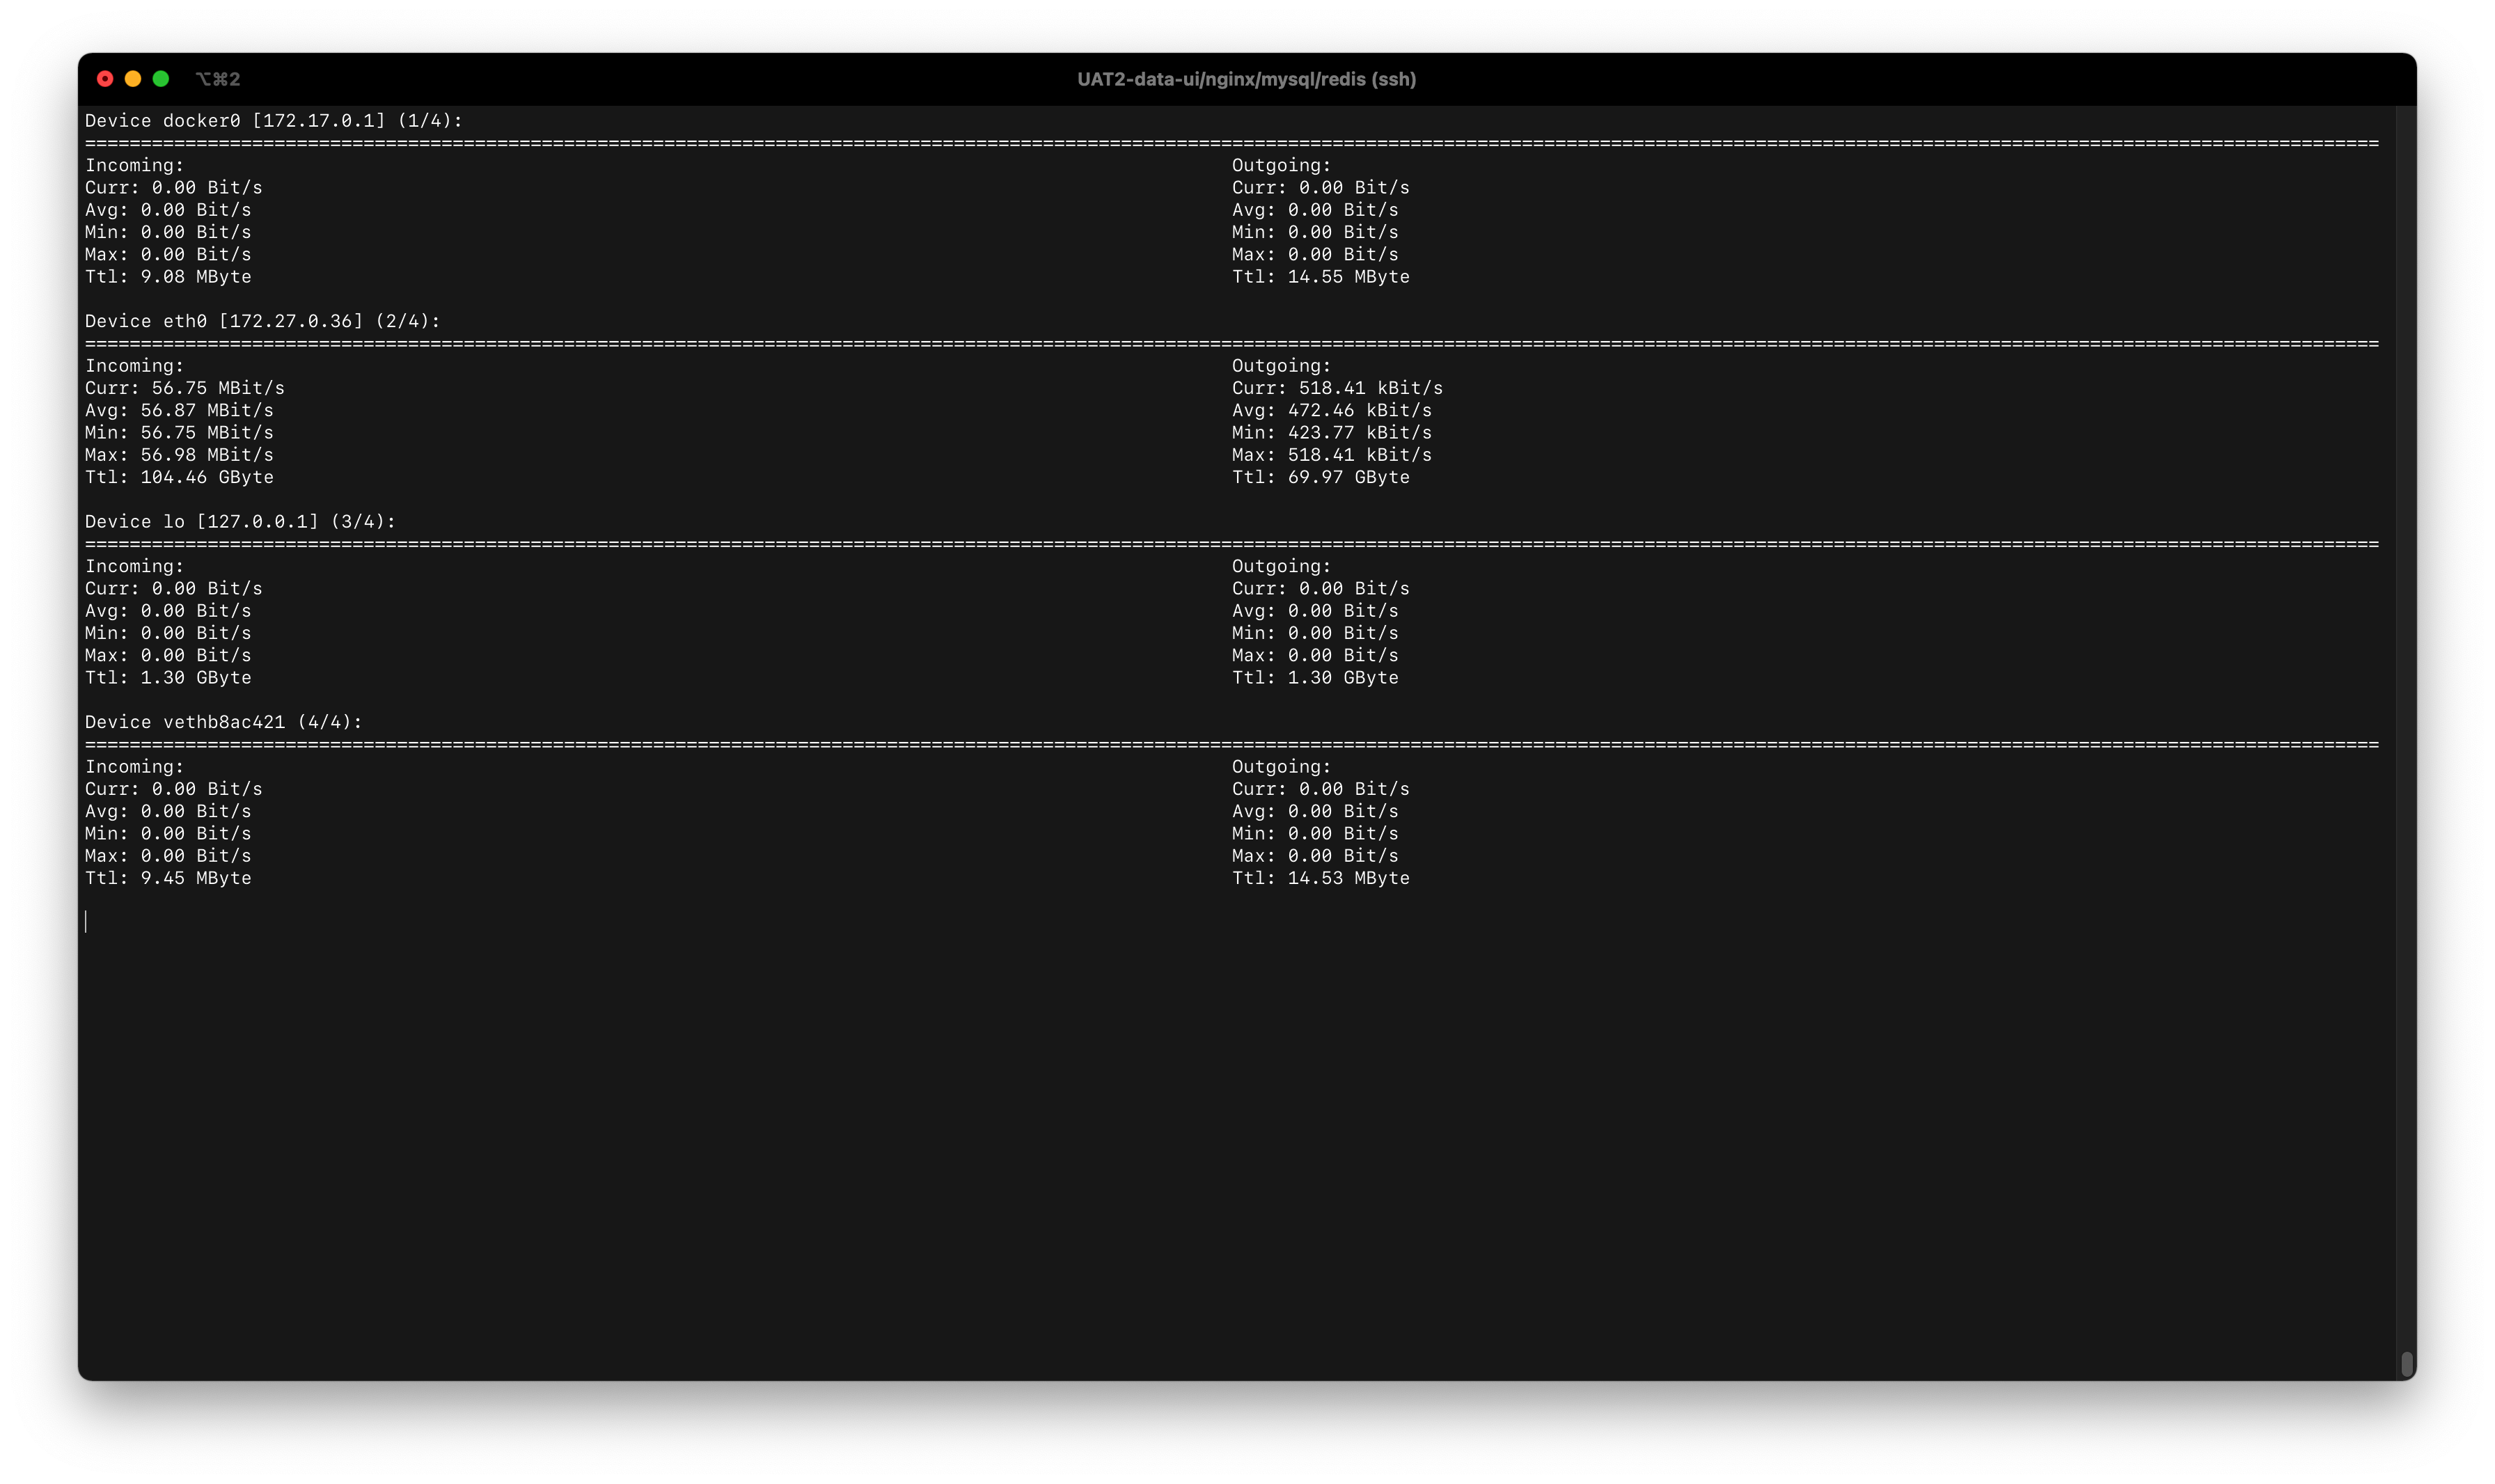 ⌥⌘2 UAT2-data-ui/nginx/mysql/redis (ssh)
Device docker0 [172.17.0.1] (1/4):
==============================================================================================================================================================================================================
Incoming: Outgoing:
Curr: 0.00 Bit/s Curr: 0.00 Bit/s
Avg: 0.00 Bit/s Avg: 0.00 Bit/s
Min: 0.00 Bit/s Min: 0.00 Bit/s
Max: 0.00 Bit/s Max: 0.00 Bit/s
Ttl: 9.08 MByte Ttl: 14.55 MByte
Device eth0 [172.27.0.36] (2/4):
==============================================================================================================================================================================================================
Incoming: Outgoing:
Curr: 56.75 MBit/s Curr: 518.41 kBit/s
Avg: 56.87 MBit/s Avg: 472.46 kBit/s
Min: 56.75 MBit/s Min: 423.77 kBit/s
Max: 56.98 MBit/s Max: 518.41 kBit/s
Ttl: 104.46 GByte Ttl: 69.97 GByte
Device lo [127.0.0.1] (3/4):
==============================================================================================================================================================================================================
Incoming: Outgoing:
Curr: 0.00 Bit/s Curr: 0.00 Bit/s
Avg: 0.00 Bit/s Avg: 0.00 Bit/s
Min: 0.00 Bit/s Min: 0.00 Bit/s
Max: 0.00 Bit/s Max: 0.00 Bit/s
Ttl: 1.30 GByte Ttl: 1.30 GByte
Device vethb8ac421 (4/4):
==============================================================================================================================================================================================================
Incoming: Outgoing:
Curr: 0.00 Bit/s Curr: 0.00 Bit/s
Avg: 0.00 Bit/s Avg: 0.00 Bit/s
Min: 0.00 Bit/s Min: 0.00 Bit/s
Max: 0.00 Bit/s Max: 0.00 Bit/s
Ttl: 9.45 MByte Ttl: 14.53 MByte